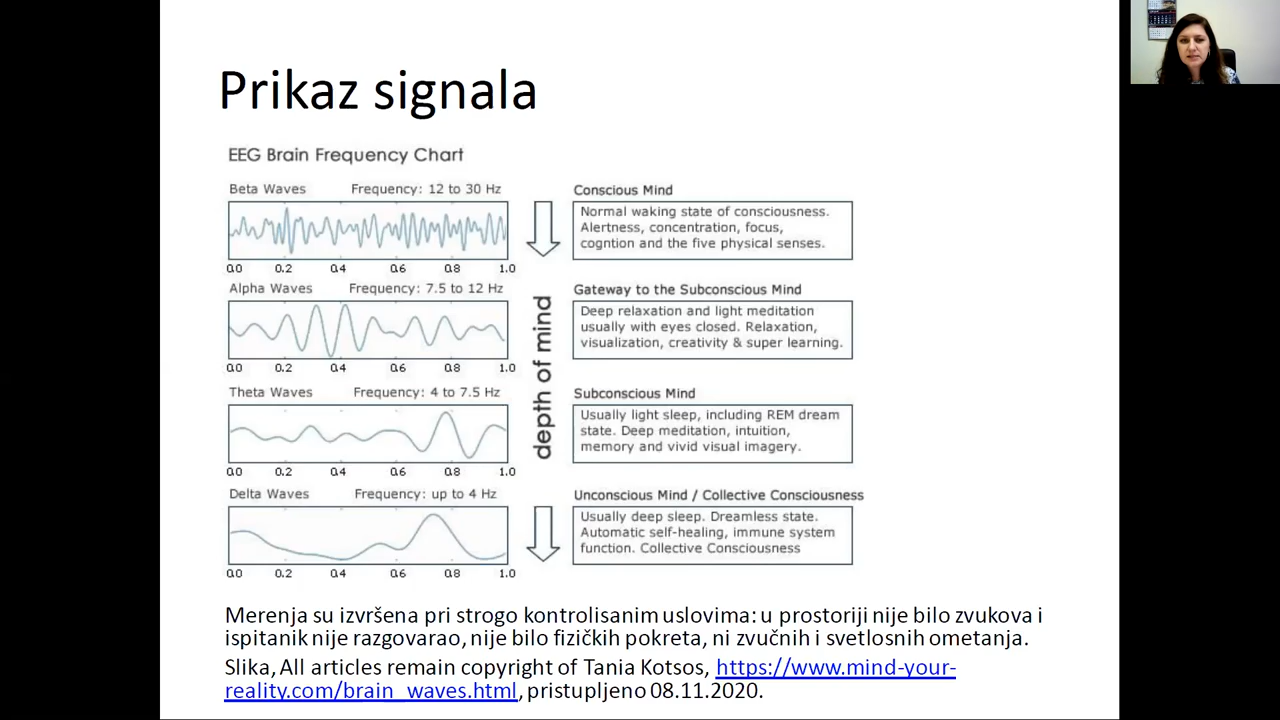 Prikaz signala
EEG Brain Frequency Chart
Beta Waves Frequency: 12 to 30 Hz
0.0 0.2 0.4 0.6 0.8 1.0
Conscious Mind
Normal waking state of consciousness.
Alertness, concentration, focus,
cogntion and the five physical senses.
Alpha Waves Frequency: 7.5 to 12 Hz
0.0 0.2 0.4 0.6 0.8 1.0
Gateway to the Subconscious Mind
Deep relaxation and light meditation
usually with eyes closed. Relaxation,
visualization, creativity & super learning.
depth of mind
Theta Waves Frequency: 4 to 7.5 Hz
0.0 0.2 0.4 0.6 0.8 1.0
Subconscious Mind
Usually light sleep, including REM dream
state. Deep meditation, intuition,
memory and vivid visual imagery.
Delta Waves Frequency: up to 4 Hz
0.0 0.2 0.4 0.6 0.8 1.0
Unconscious Mind / Collective Consciousness
Usually deep sleep. Dreamless state.
Automatic self-healing, immune system
function. Collective Consciousness
Merenja su izvršena pri strogo kontrolisanim uslovima: u prostoriji nije bilo zvukova i
ispitanik nije razgovarao, nije bilo fizičkih pokreta, ni zvučnih i svetlosnih ometanja.
Slika, All articles remain copyright of Tania Kotsos, https://www.mind-your-
reality.com/brain_waves.html, pristupljeno 08.11.2020.